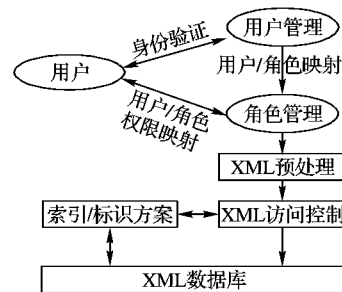 用户管理
身份验证
用户
用户/角色映射
用户/角色
权限映射
角色管理
XML预处理
索引/标识方案
XML访问控制
XML数据库